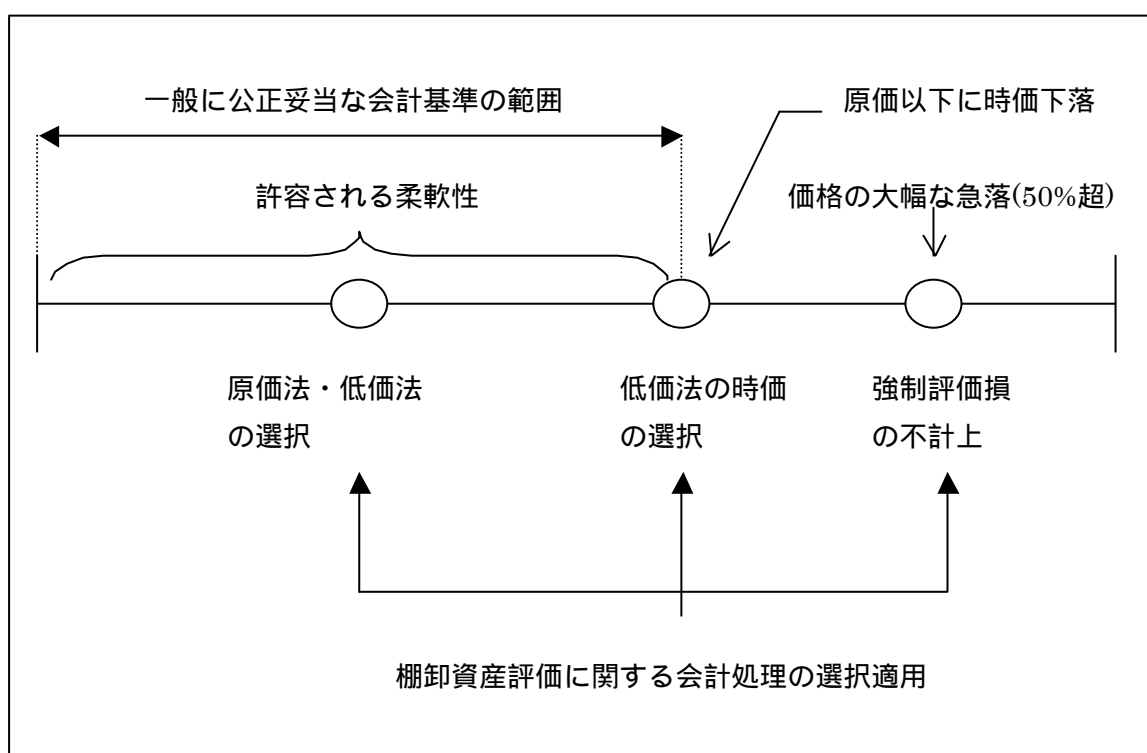 一般に公正妥当な会計基準の範囲
原価以下に時価下落
許容される柔軟性
価格の大幅な急落(50%超)
原価法・低価法
の選択
低価法の時価
の選択
強制評価損
の不計上
棚卸資産評価に関する会計処理の選択適用